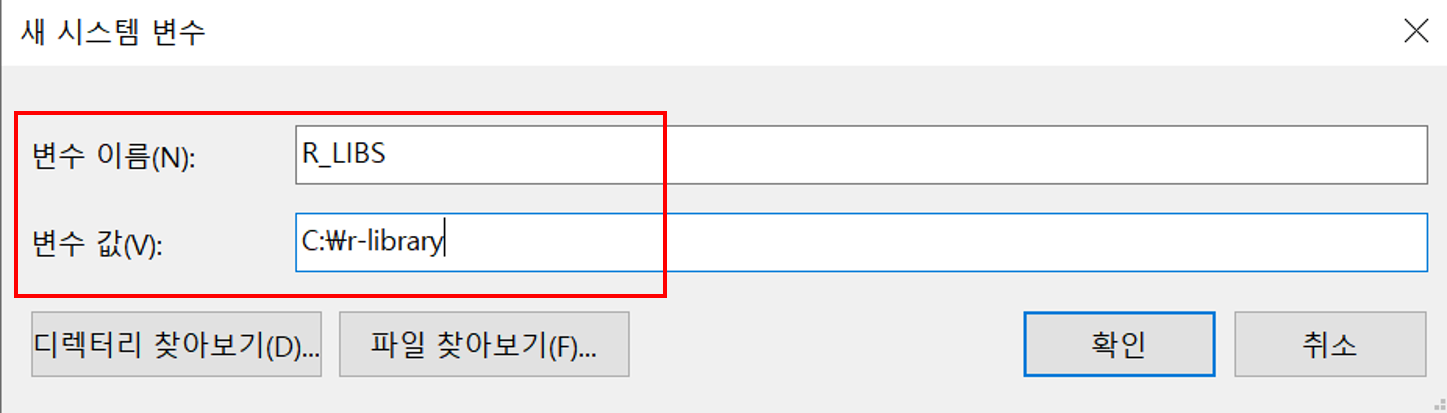 새 시스템 변수
변수 이름(N):
R_LIBS
변수 값(V):
C:₩r-library
디렉터리 찾아보기(D)...
파일 찾아보기(F)...
확인
취소